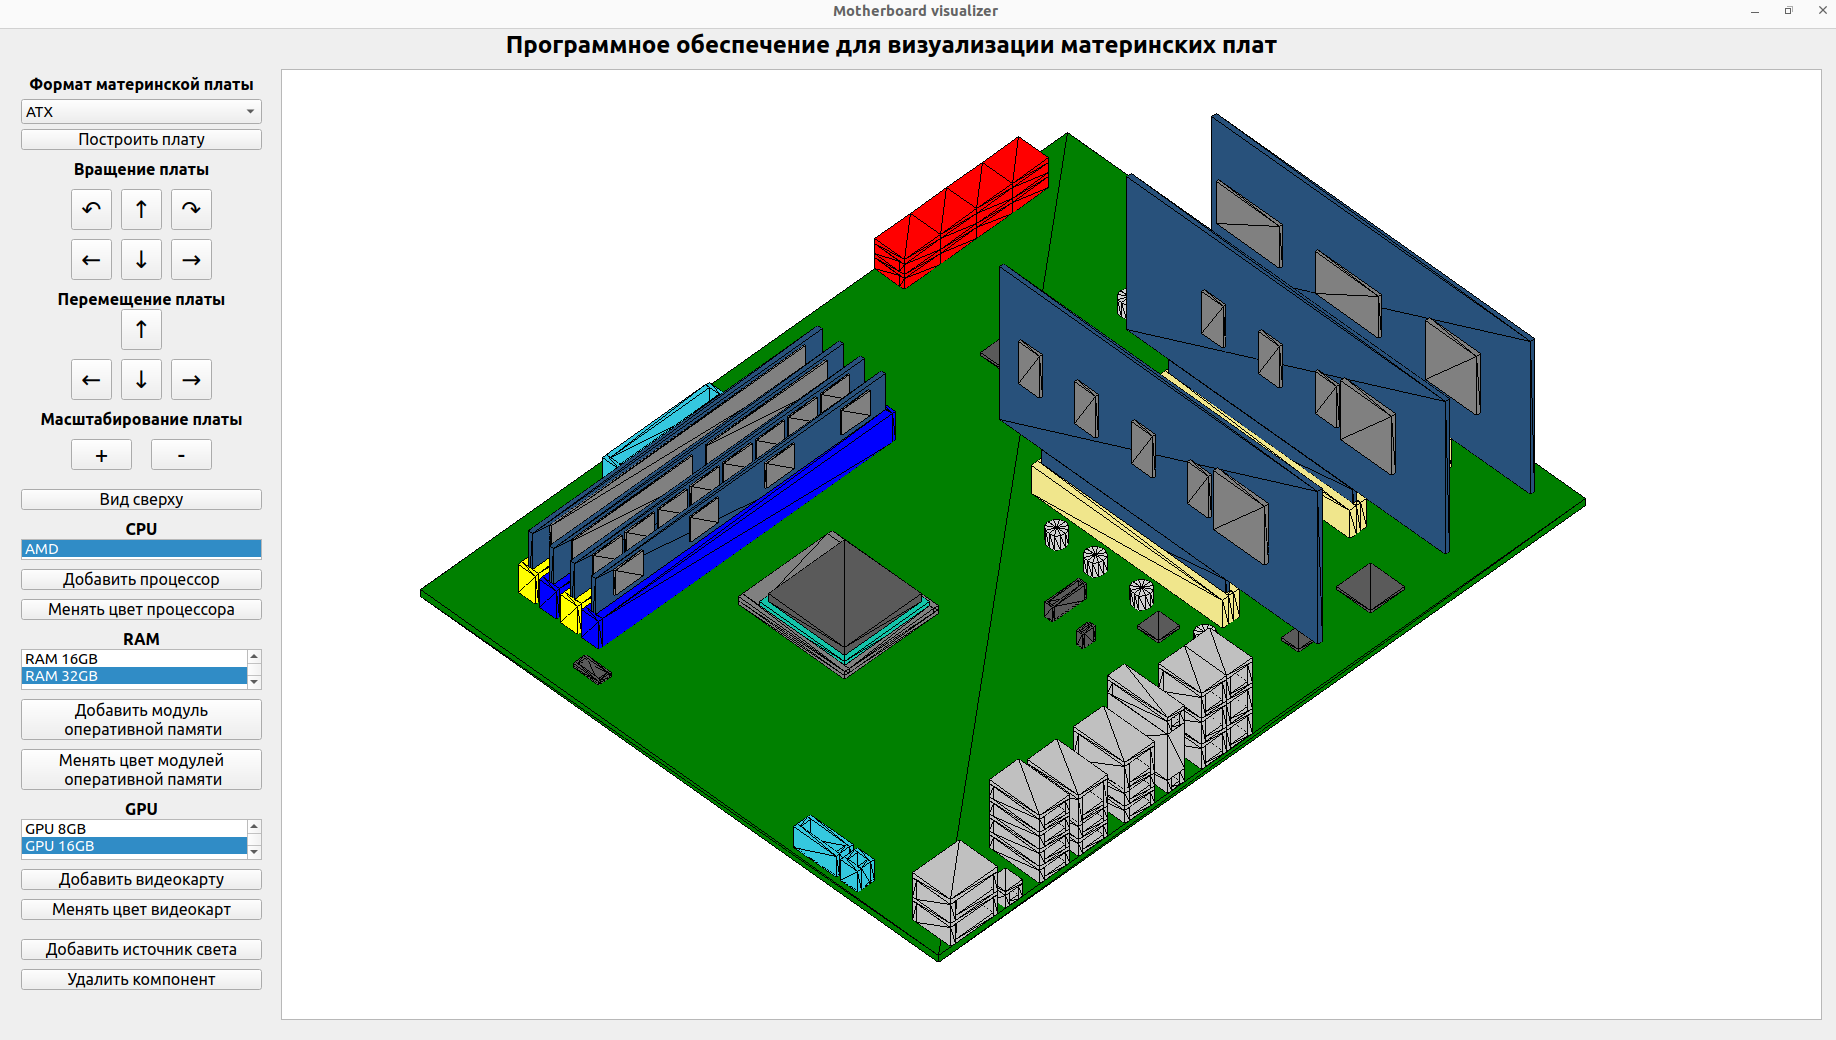 Motherboard visualizer
Программное обеспечение для визуализации материнских плат
Формат материнской платы
ATX
Построить плату
Вращение платы
↶ ↑ ↷
← ↓ →
Перемещение платы
↑
← ↓ →
Масштабирование платы
+ -
Вид сверху
CPU
AMD
Добавить процессор
Менять цвет процессора
RAM
RAM 16GB
RAM 32GB
Добавить модуль
оперативной памяти
Менять цвет модулей
оперативной памяти
GPU
GPU 8GB
GPU 16GB
Добавить видеокарту
Менять цвет видеокарт
Добавить источник света
Удалить компонент